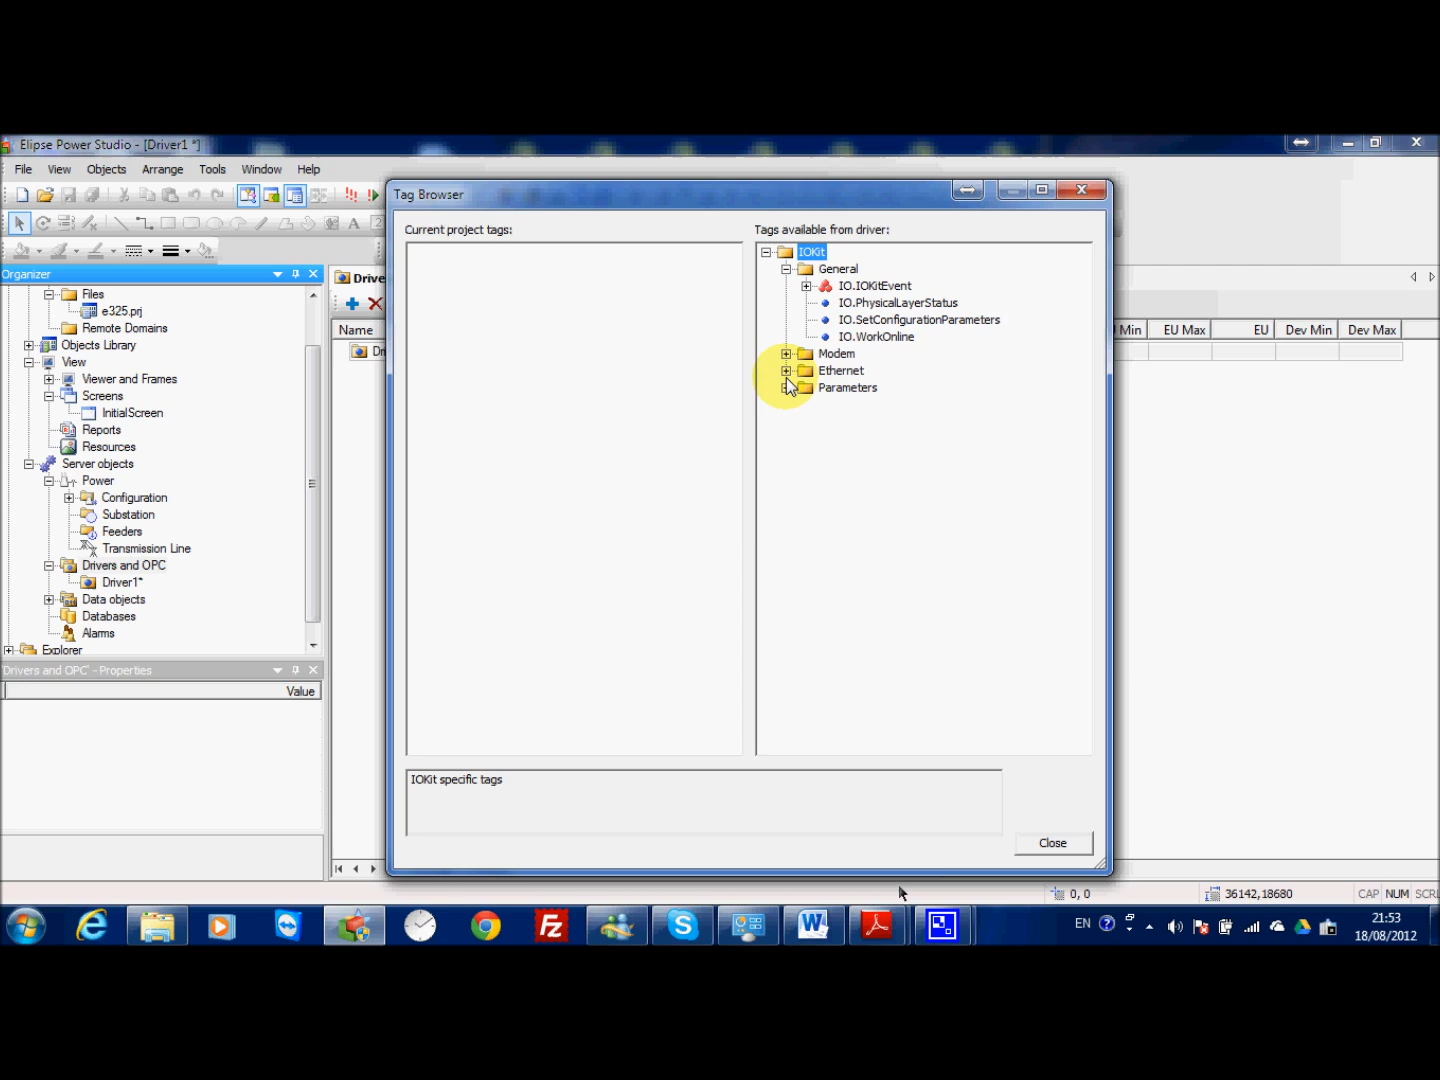 Elipse Power Studio - [Driver1 *]
File View Objects Arrange Tools Window Help
Tag Browser
Current project tags:
Tags available from driver:
IOKit
General
IO.IOKitEvent
IO.PhysicalLayerStatus
IO.SetConfigurationParameters
IO.WorkOnline
Modem
Ethernet
Parameters
IOKit specific tags
Close
Organizer
Files
e325.prj
Remote Domains
Objects Library
View
Viewer and Frames
Screens
InitialScreen
Reports
Resources
Server objects
Power
Configuration
Substation
Feeders
Transmission Line
Drivers and OPC
Driver1*
Data objects
Databases
Alarms
Explorer
'Drivers and OPC' - Properties
Value
Drive
Name
Dri
Min EU Max EU Dev Min Dev Max
0, 0
36142,18680
CAP NUM SCRL
EN
21:53
18/08/2012